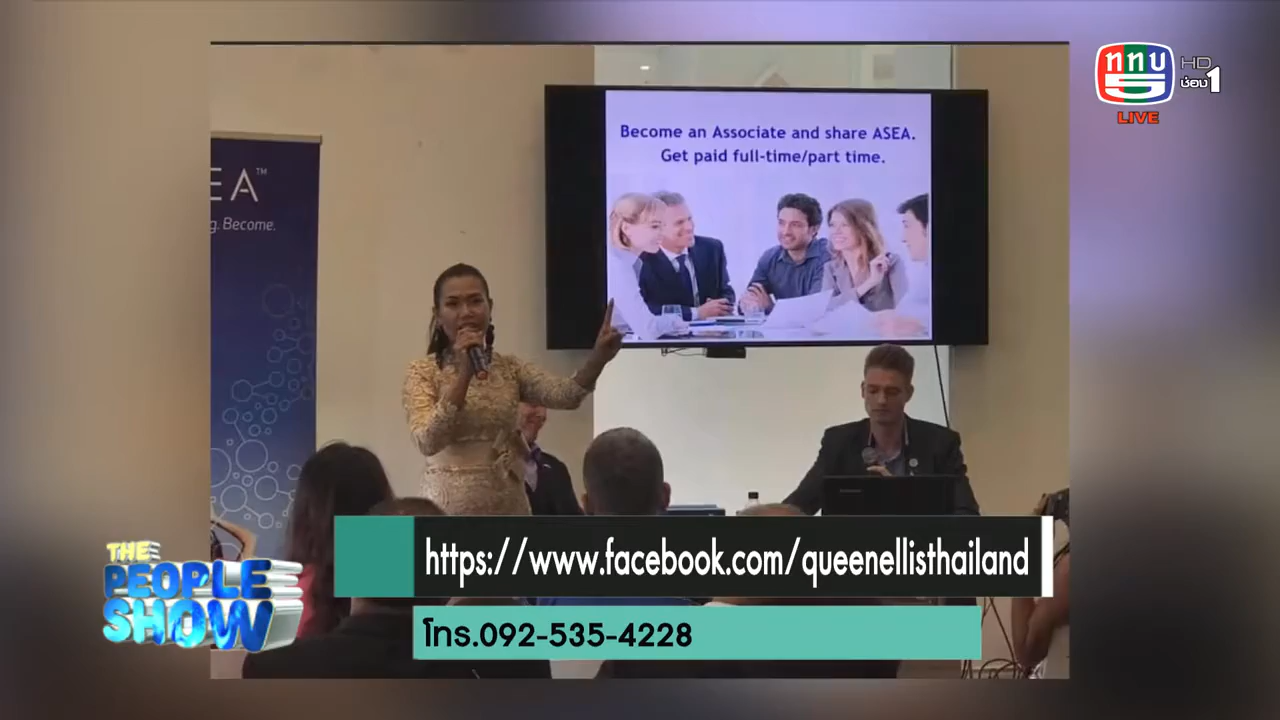 ททบ
5
HD
ช่อง1
LIVE
Become an Associate and share ASEA.
Get paid full-time/part time.
EA™
g. Become.
THE
PEOPLE
SHOW
https://www.facebook.com/queenellisthailand
โทร.092-535-4228